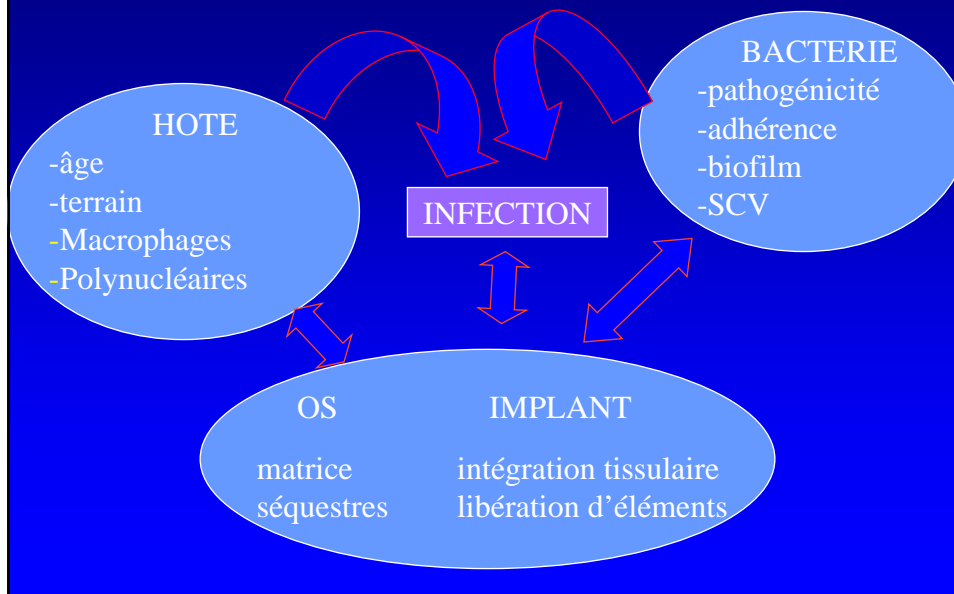 HOTE
-âge
-terrain
-Macrophages
-Polynucléaires
BACTERIE
-pathogénicité
-adhérence
-biofilm
-SCV
INFECTION
OS
matrice
séquestres
IMPLANT
intégration tissulaire
libération d'éléments